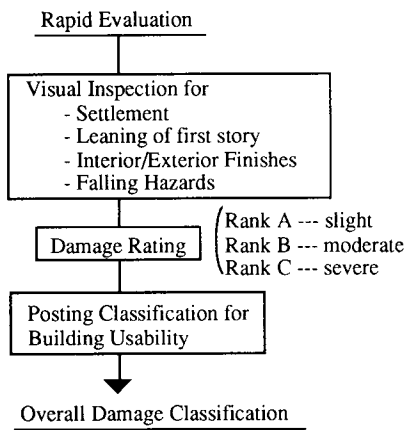 Rapid Evaluation
Visual Inspection for
- Settlement
- Leaning of first story
- Interior/Exterior Finishes
- Falling Hazards
Damage Rating
Rank A --- slight
Rank B --- moderate
Rank C --- severe
Posting Classification for
Building Usability
Overall Damage Classification